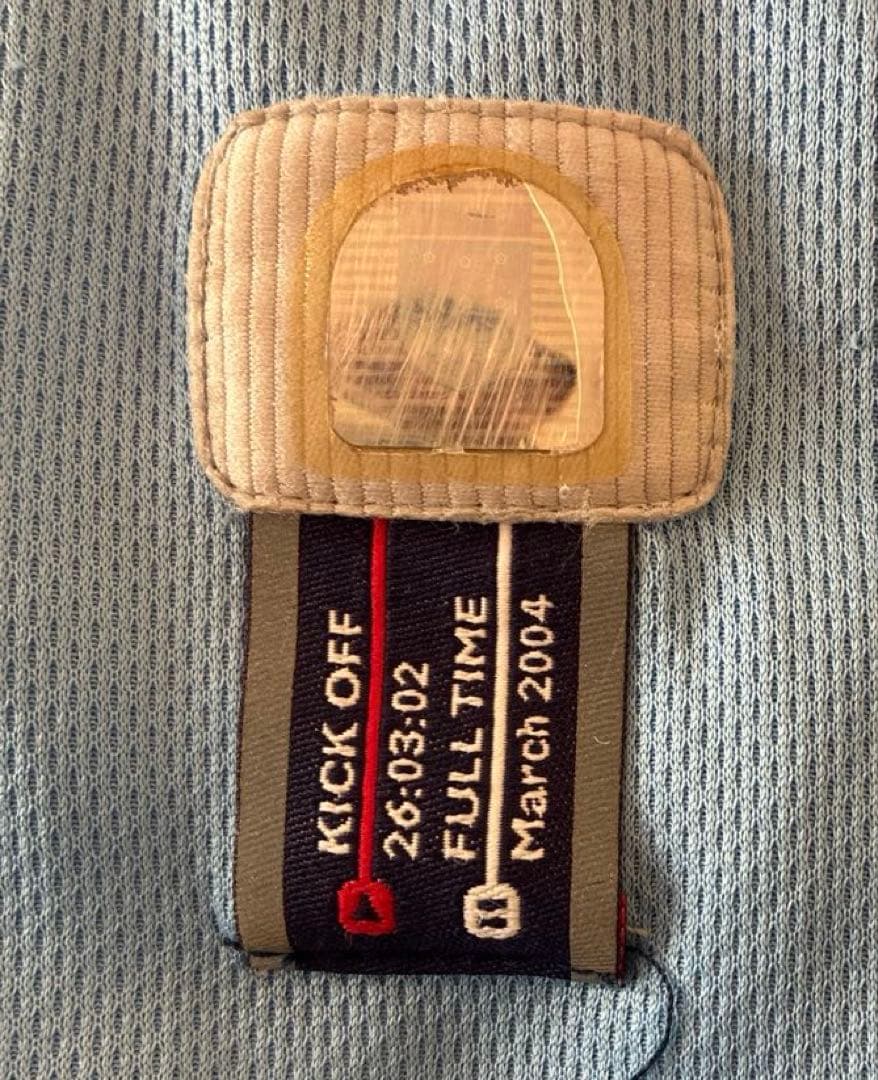 KICK OFF
26:03:02
FULL TIME
March 2004